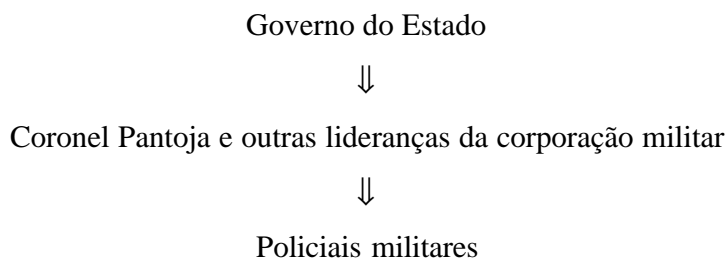 Governo do Estado
⇓
Coronel Pantoja e outras lideranças da corporação militar
⇓
Policiais militares